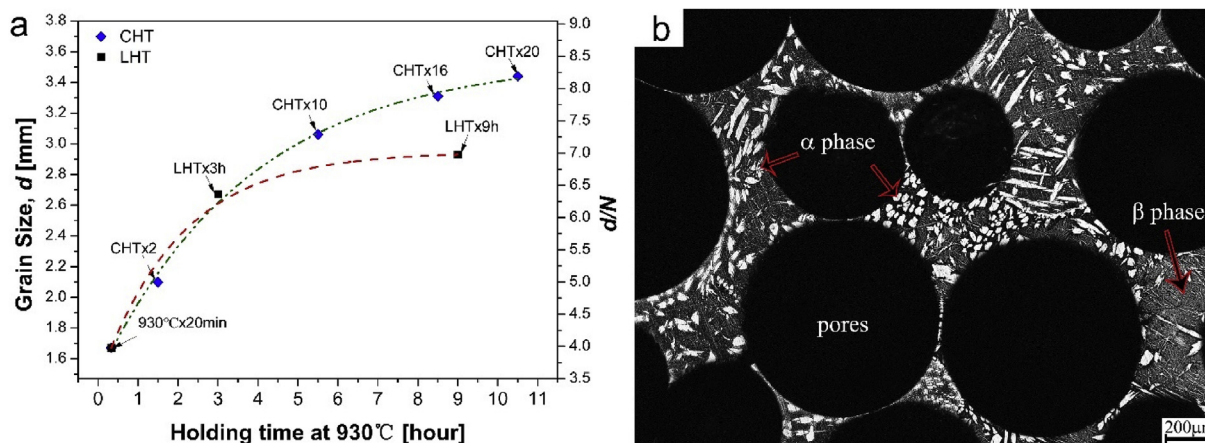 a
CHT
LHT
Grain Size, d [mm]
3.8
3.6
3.4
3.2
3.0
2.8
2.6
2.4
2.2
2.0
1.8
1.6
CHTx20
CHTx16
CHTx10
LHTx9h
LHTx3h
CHTx2
930℃x20min
9.0
8.5
8.0
7.5
7.0
6.5
6.0
5.5
5.0
4.5
4.0
3.5
d/N
0 1 2 3 4 5 6 7 8 9 10 11
Holding time at 930℃ [hour]
b
α phase
β phase
pores
200μm